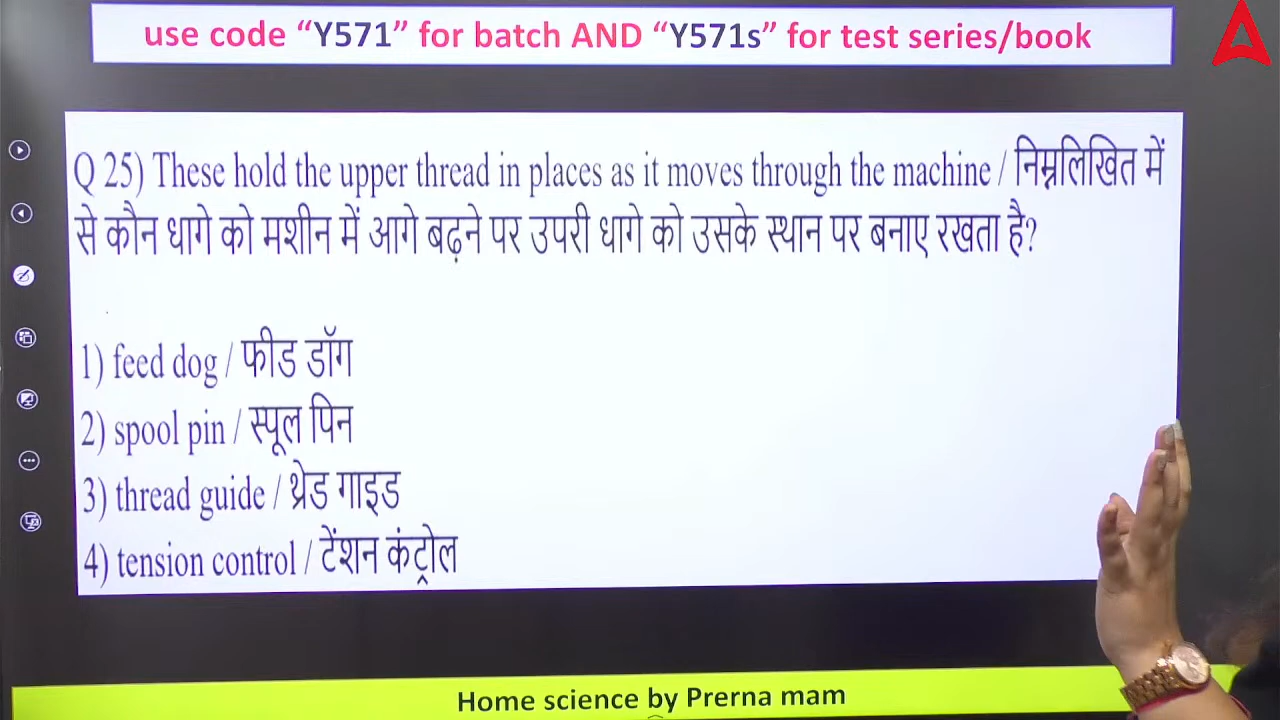 use code “Y571” for batch AND “Y571s” for test series/book
Q 25) These hold the upper thread in places as it moves through the machine / निम्नलिखित में
से कौन धागे को मशीन में आगे बढ़ने पर उपरी धागे को उसके स्थान पर बनाए रखता है?
1) feed dog / फीड डॉग
2) spool pin / स्पूल पिन
3) thread guide / थ्रेड गाइड
4) tension control / टेंशन कंट्रोल
Home science by Prerna mam